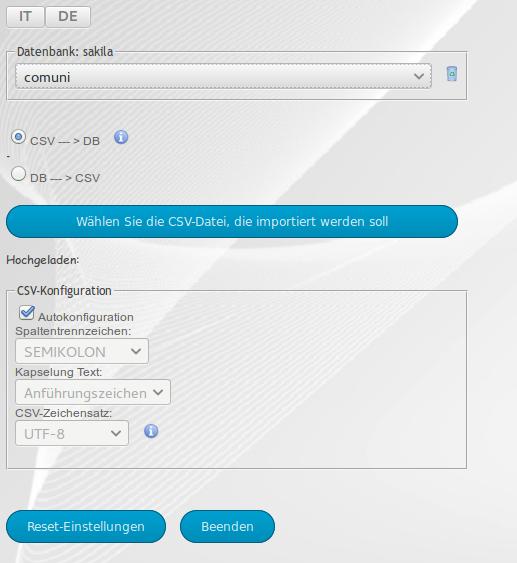 IT DE
Datenbank: sakila
comuni
CSV --- > DB
-
DB --- > CSV
Wählen Sie die CSV-Datei, die importiert werden soll
Hochgeladen:
CSV-Konfiguration
Autokonfiguration
Spaltentrennzeichen:
SEMIKOLON
Kapselung Text:
Anführungszeichen
CSV-Zeichensatz:
UTF-8
Reset-Einstellungen Beenden